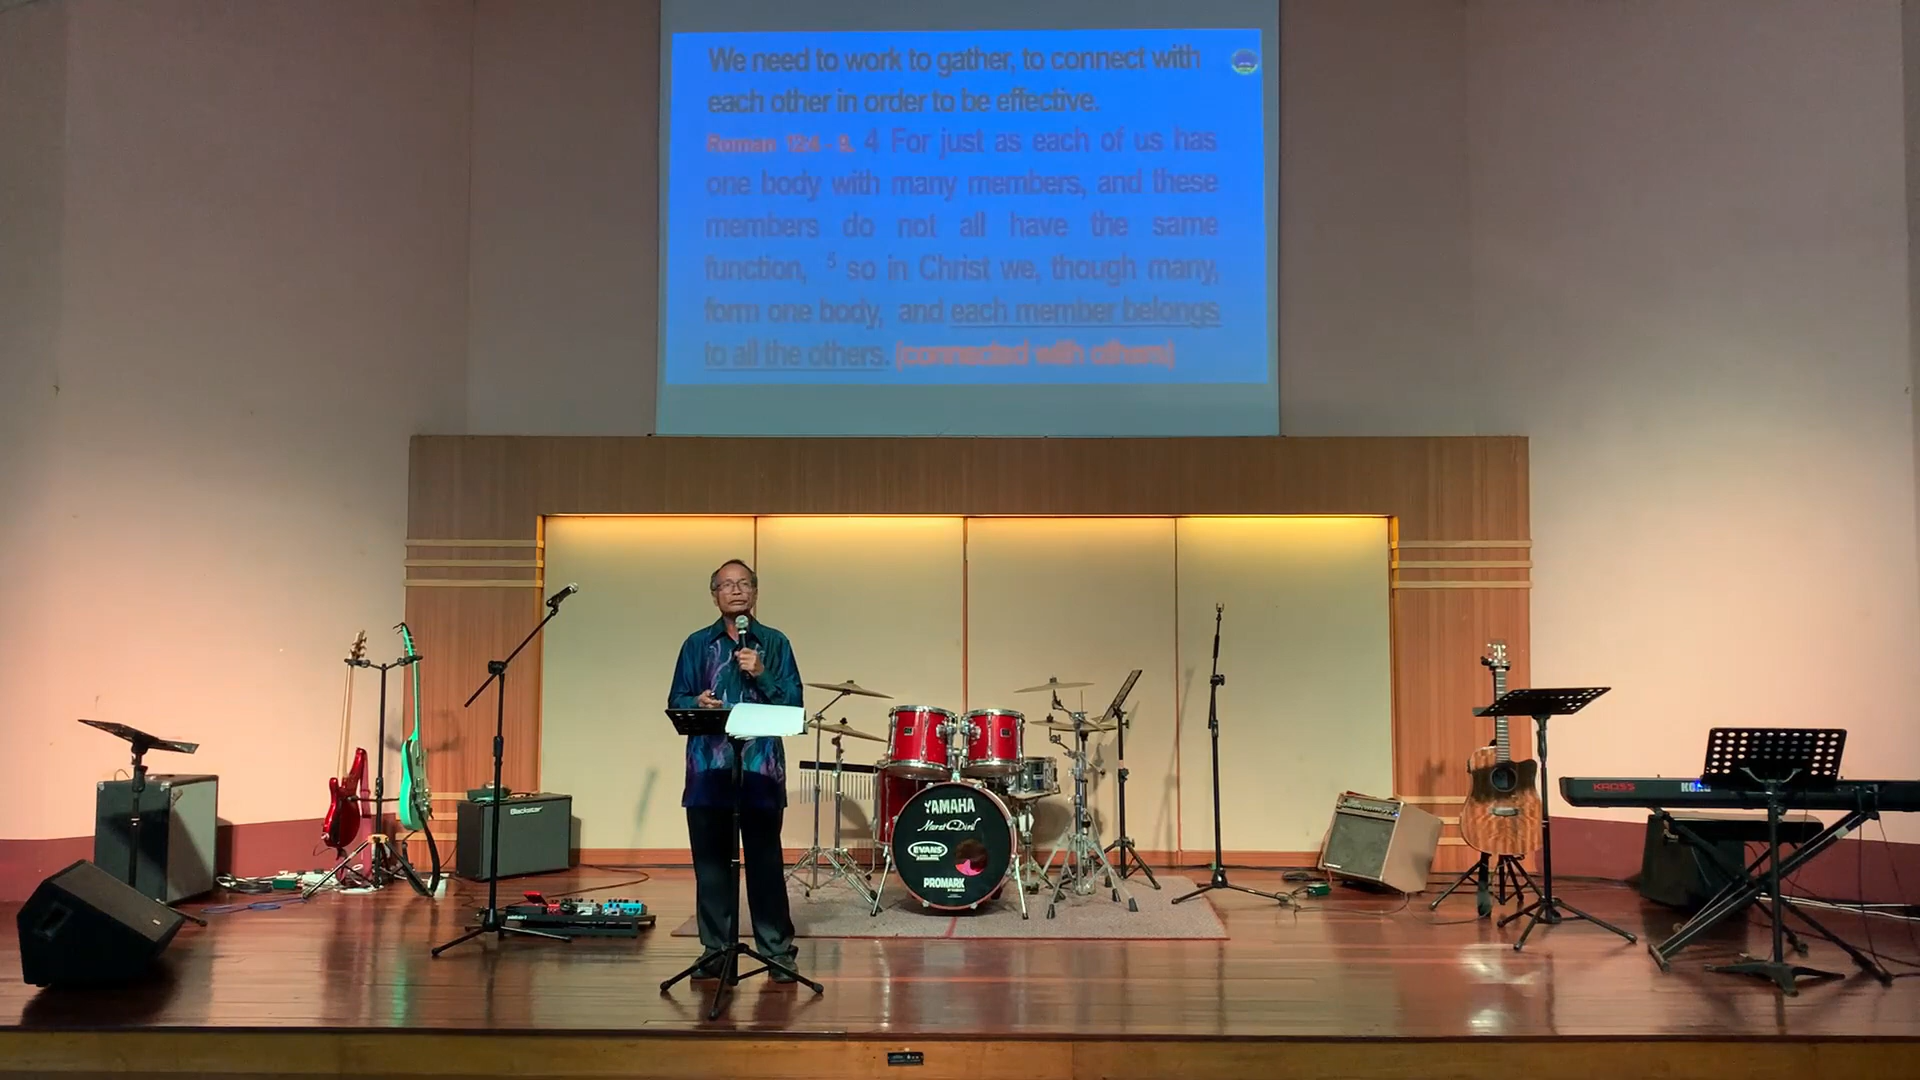 We need to work to gather, to connect with
each other in order to be effective.
Roman 12:4 - 8. 4 For just as each of us has
one body with many members, and these
members do not all have the same
function, 5 so in Christ we, though many,
form one body, and each member belongs
to all the others. (connected with others)
Blackstar
YAMAHA
EVANS
PROMARK
KROSS KORG